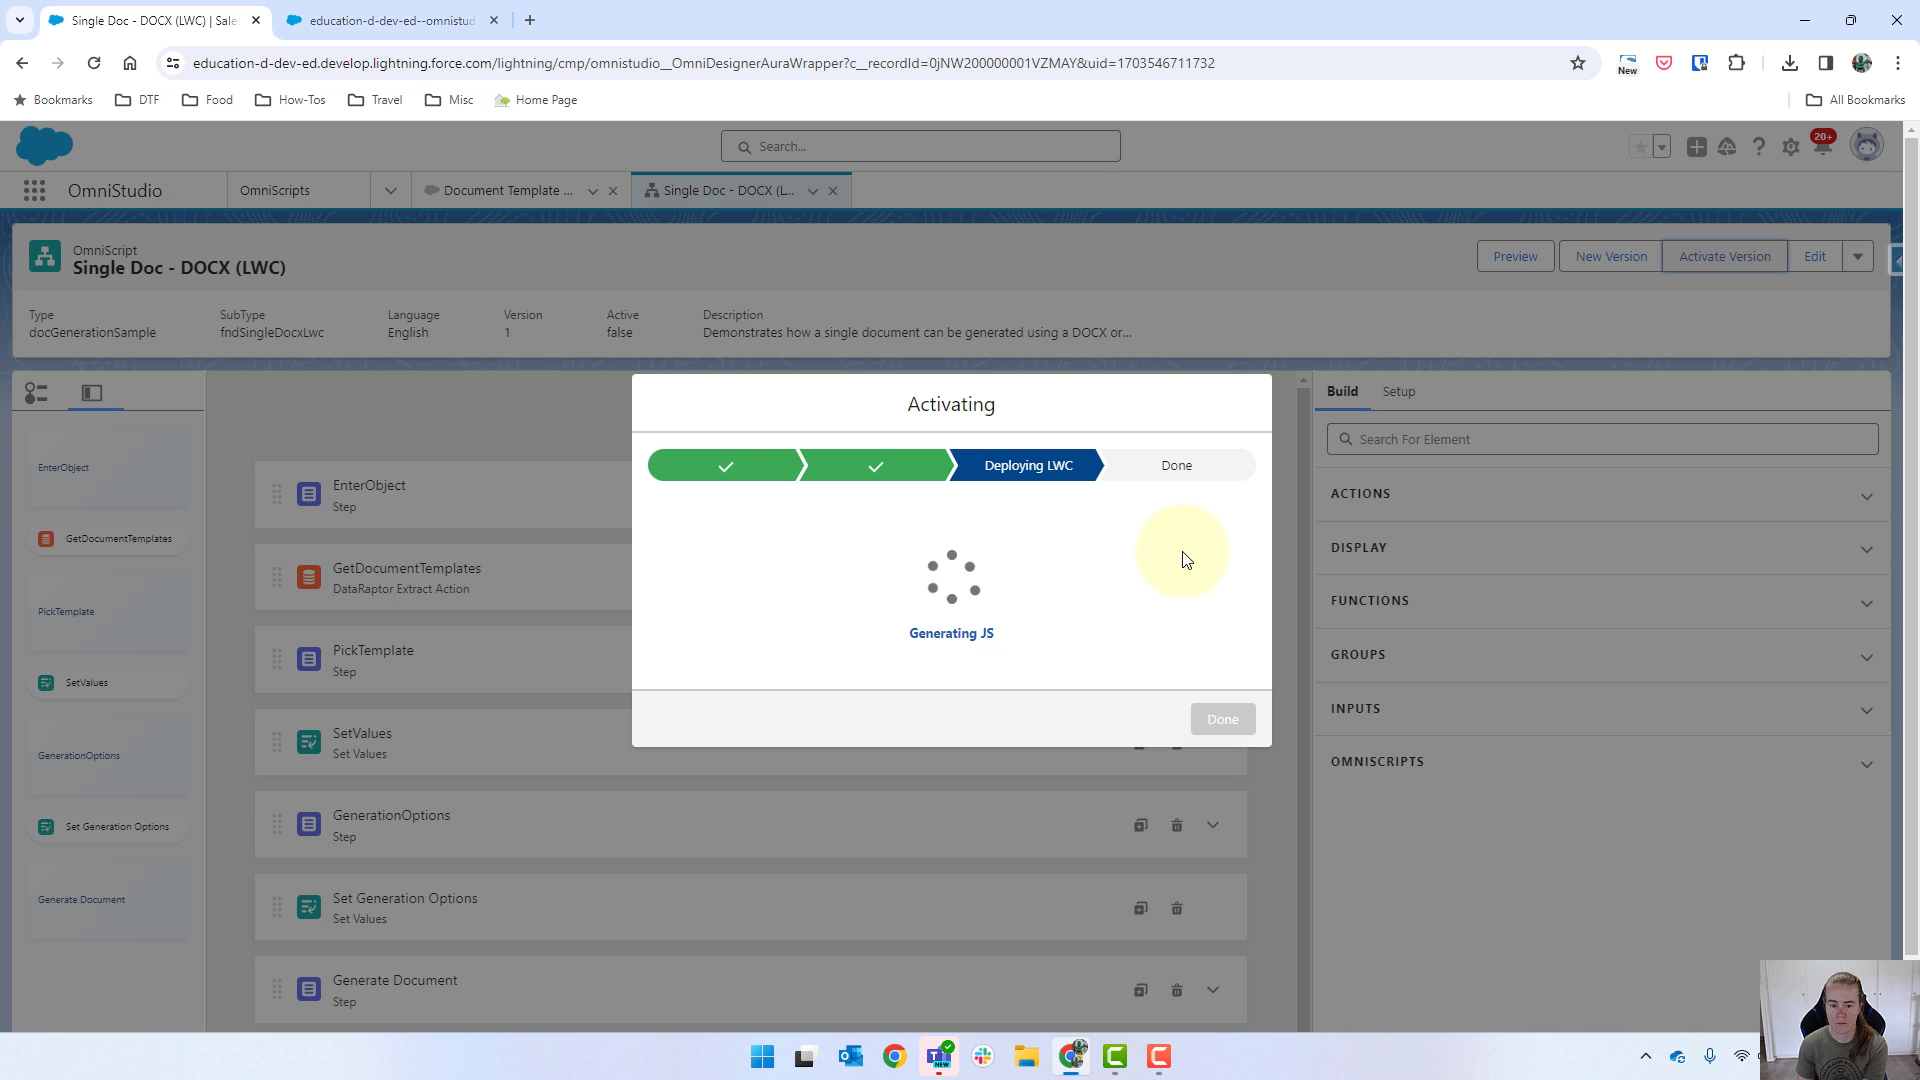 Single Doc - DOCX (LWC) | Sale
education-d-dev-ed--omnistud
education-d-dev-ed.develop.lightning.force.com/lightning/cmp/omnistudio__OmniDesignerAuraWrapper?c__recordId=0jNW200000001VZMAY&uid=1703546711732
New
Bookmarks
DTF
Food
How-Tos
Travel
Misc
Home Page
All Bookmarks
Search...
20+
OmniStudio
OmniScripts
Document Template ...
Single Doc - DOCX (L...
OmniScript
Single Doc - DOCX (LWC)
Preview
New Version
Activate Version
Edit
Type
SubType
Language
Version
Active
Description
docGenerationSample
fndSingleDocxLwc
English
1
false
Demonstrates how a single document can be generated using a DOCX or...
EnterObject
GetDocumentTemplates
PickTemplate
SetValues
GenerationOptions
Set Generation Options
Generate Document
EnterObject
Step
GetDocumentTemplates
DataRaptor Extract Action
PickTemplate
Step
SetValues
Set Values
GenerationOptions
Step
Set Generation Options
Set Values
Generate Document
Step
Activating
Deploying LWC
Done
Generating JS
Done
Build
Setup
Search For Element
ACTIONS
DISPLAY
FUNCTIONS
GROUPS
INPUTS
OMNISCRIPTS
NEW